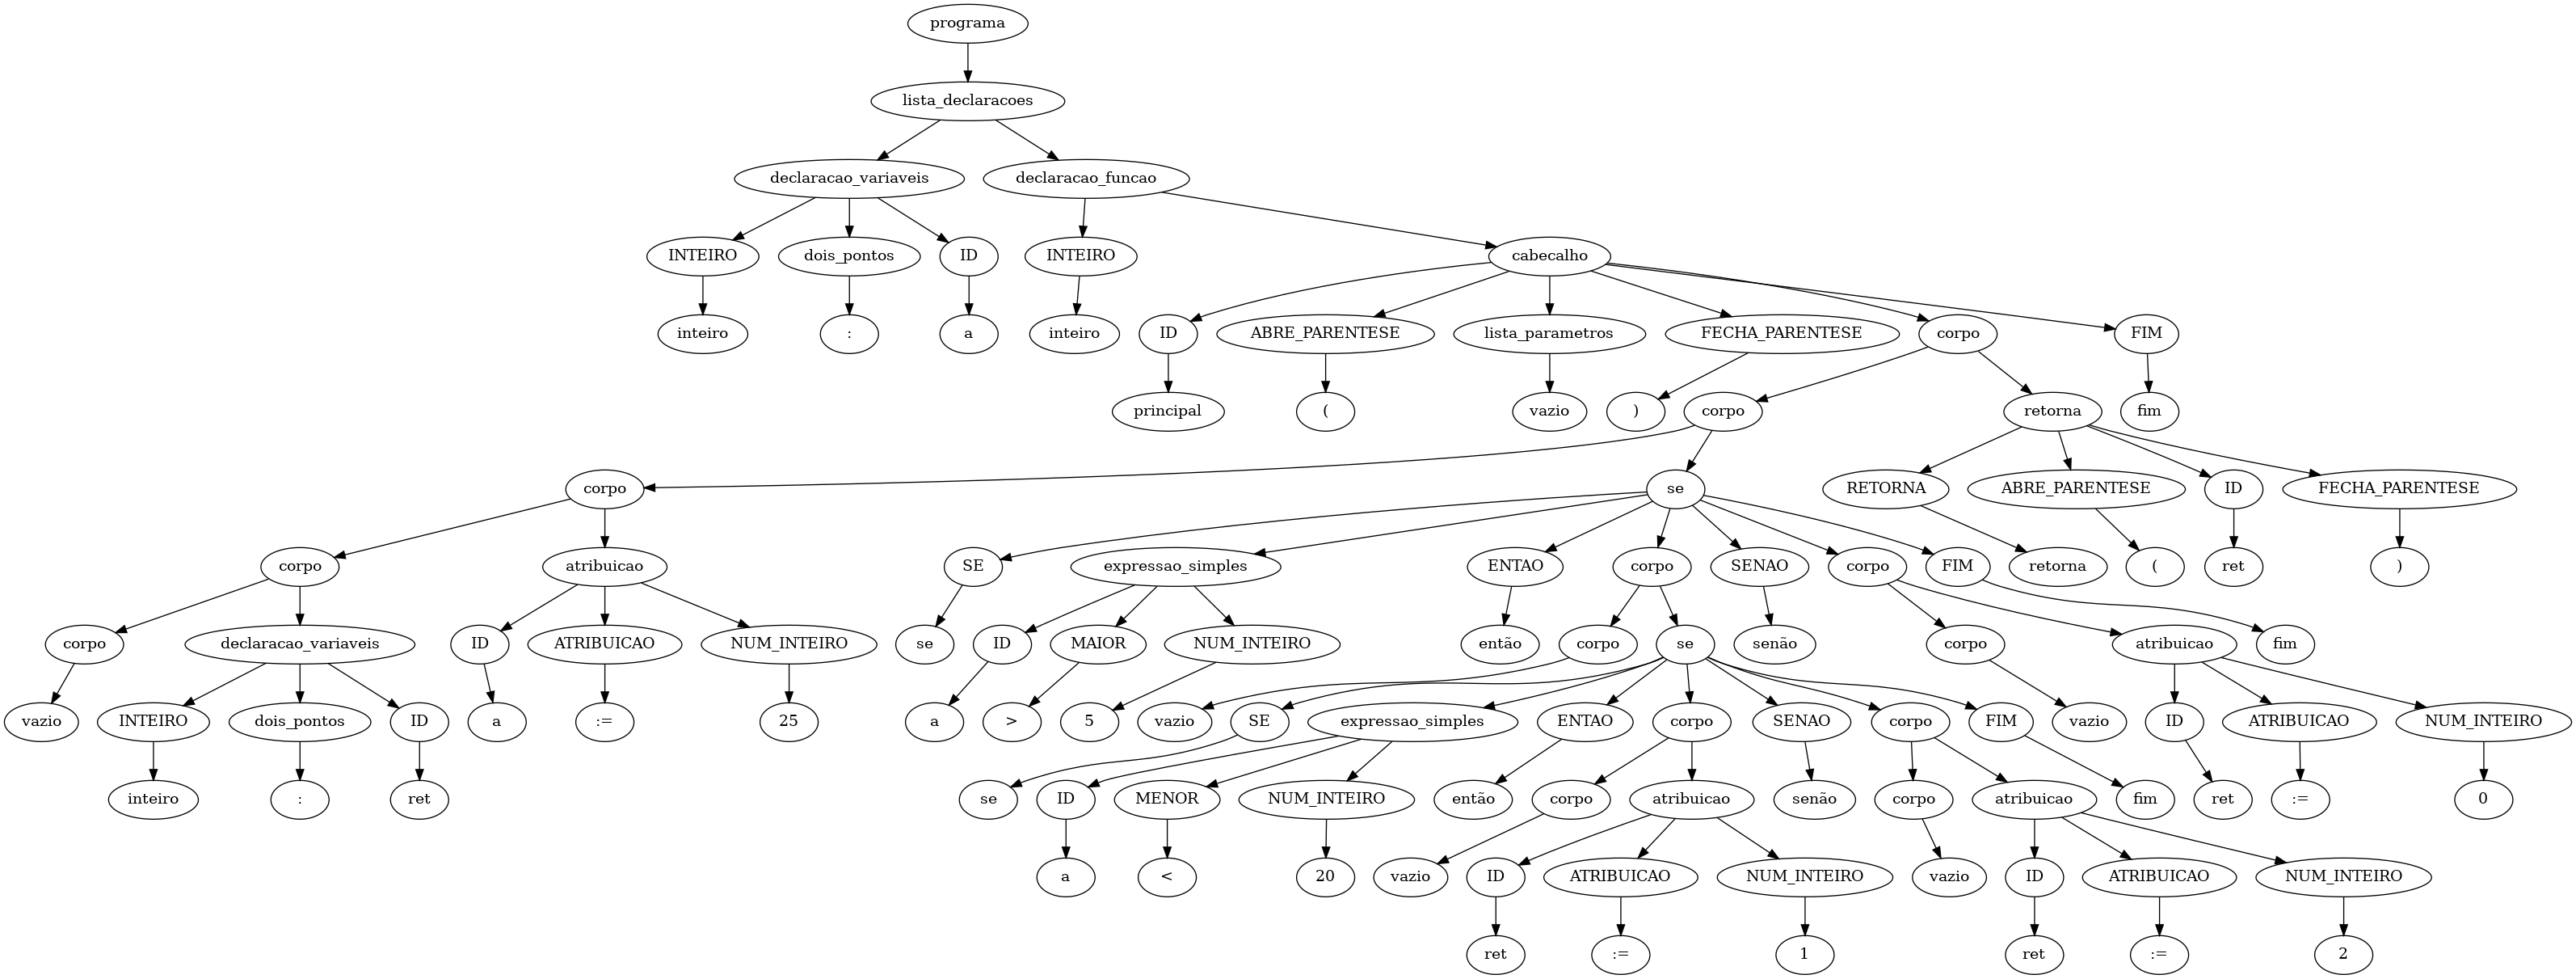 programa
lista_declaracoes
declaracao_variaveis declaracao_funcao
INTEIRO dois_pontos ID INTEIRO cabecalho
inteiro : a inteiro ID ABRE_PARENTESE lista_parametros FECHA_PARENTESE corpo FIM
principal ( vazio ) corpo retorna fim
corpo se RETORNA ABRE_PARENTESE ID FECHA_PARENTESE
corpo atribuicao SE expressao_simples ENTAO corpo SENAO corpo FIM retorna ( ret )
corpo declaracao_variaveis ID ATRIBUICAO NUM_INTEIRO se ID MAIOR NUM_INTEIRO então corpo se senão corpo atribuicao fim
vazio INTEIRO dois_pontos ID a := 25 a > 5 vazio SE expressao_simples ENTAO corpo SENAO corpo FIM vazio ID ATRIBUICAO NUM_INTEIRO
inteiro : ret se ID MENOR NUM_INTEIRO então corpo atribuicao senão corpo atribuicao fim ret := 0
a < 20 vazio ID ATRIBUICAO NUM_INTEIRO vazio ID ATRIBUICAO NUM_INTEIRO
ret := 1 ret := 2